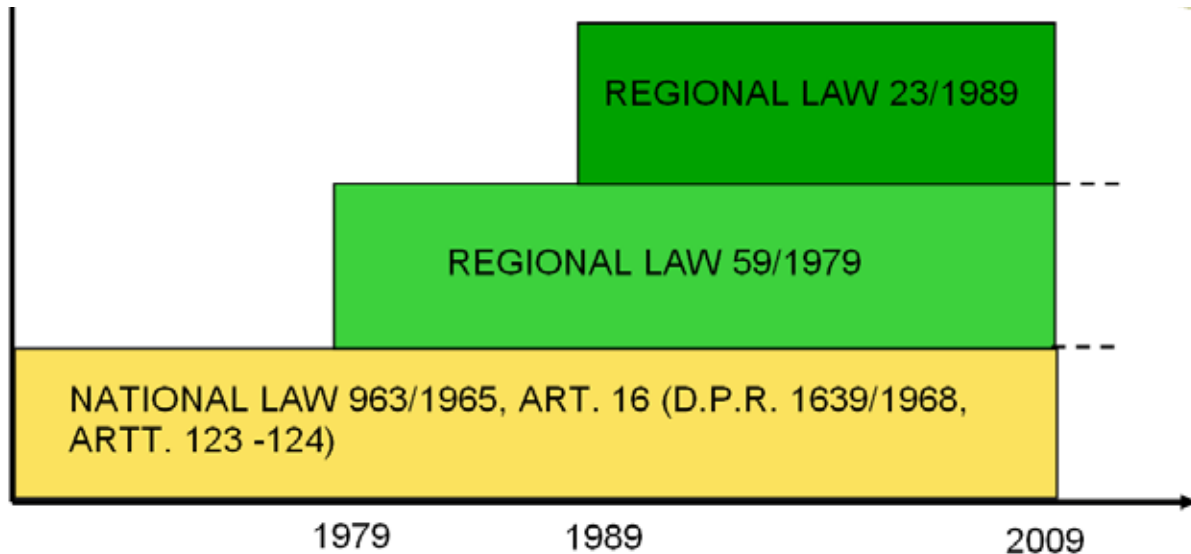 REGIONAL LAW 23/1989
REGIONAL LAW 59/1979
NATIONAL LAW 963/1965, ART. 16 (D.P.R. 1639/1968,
ARTT. 123 -124)
1979
1989
2009